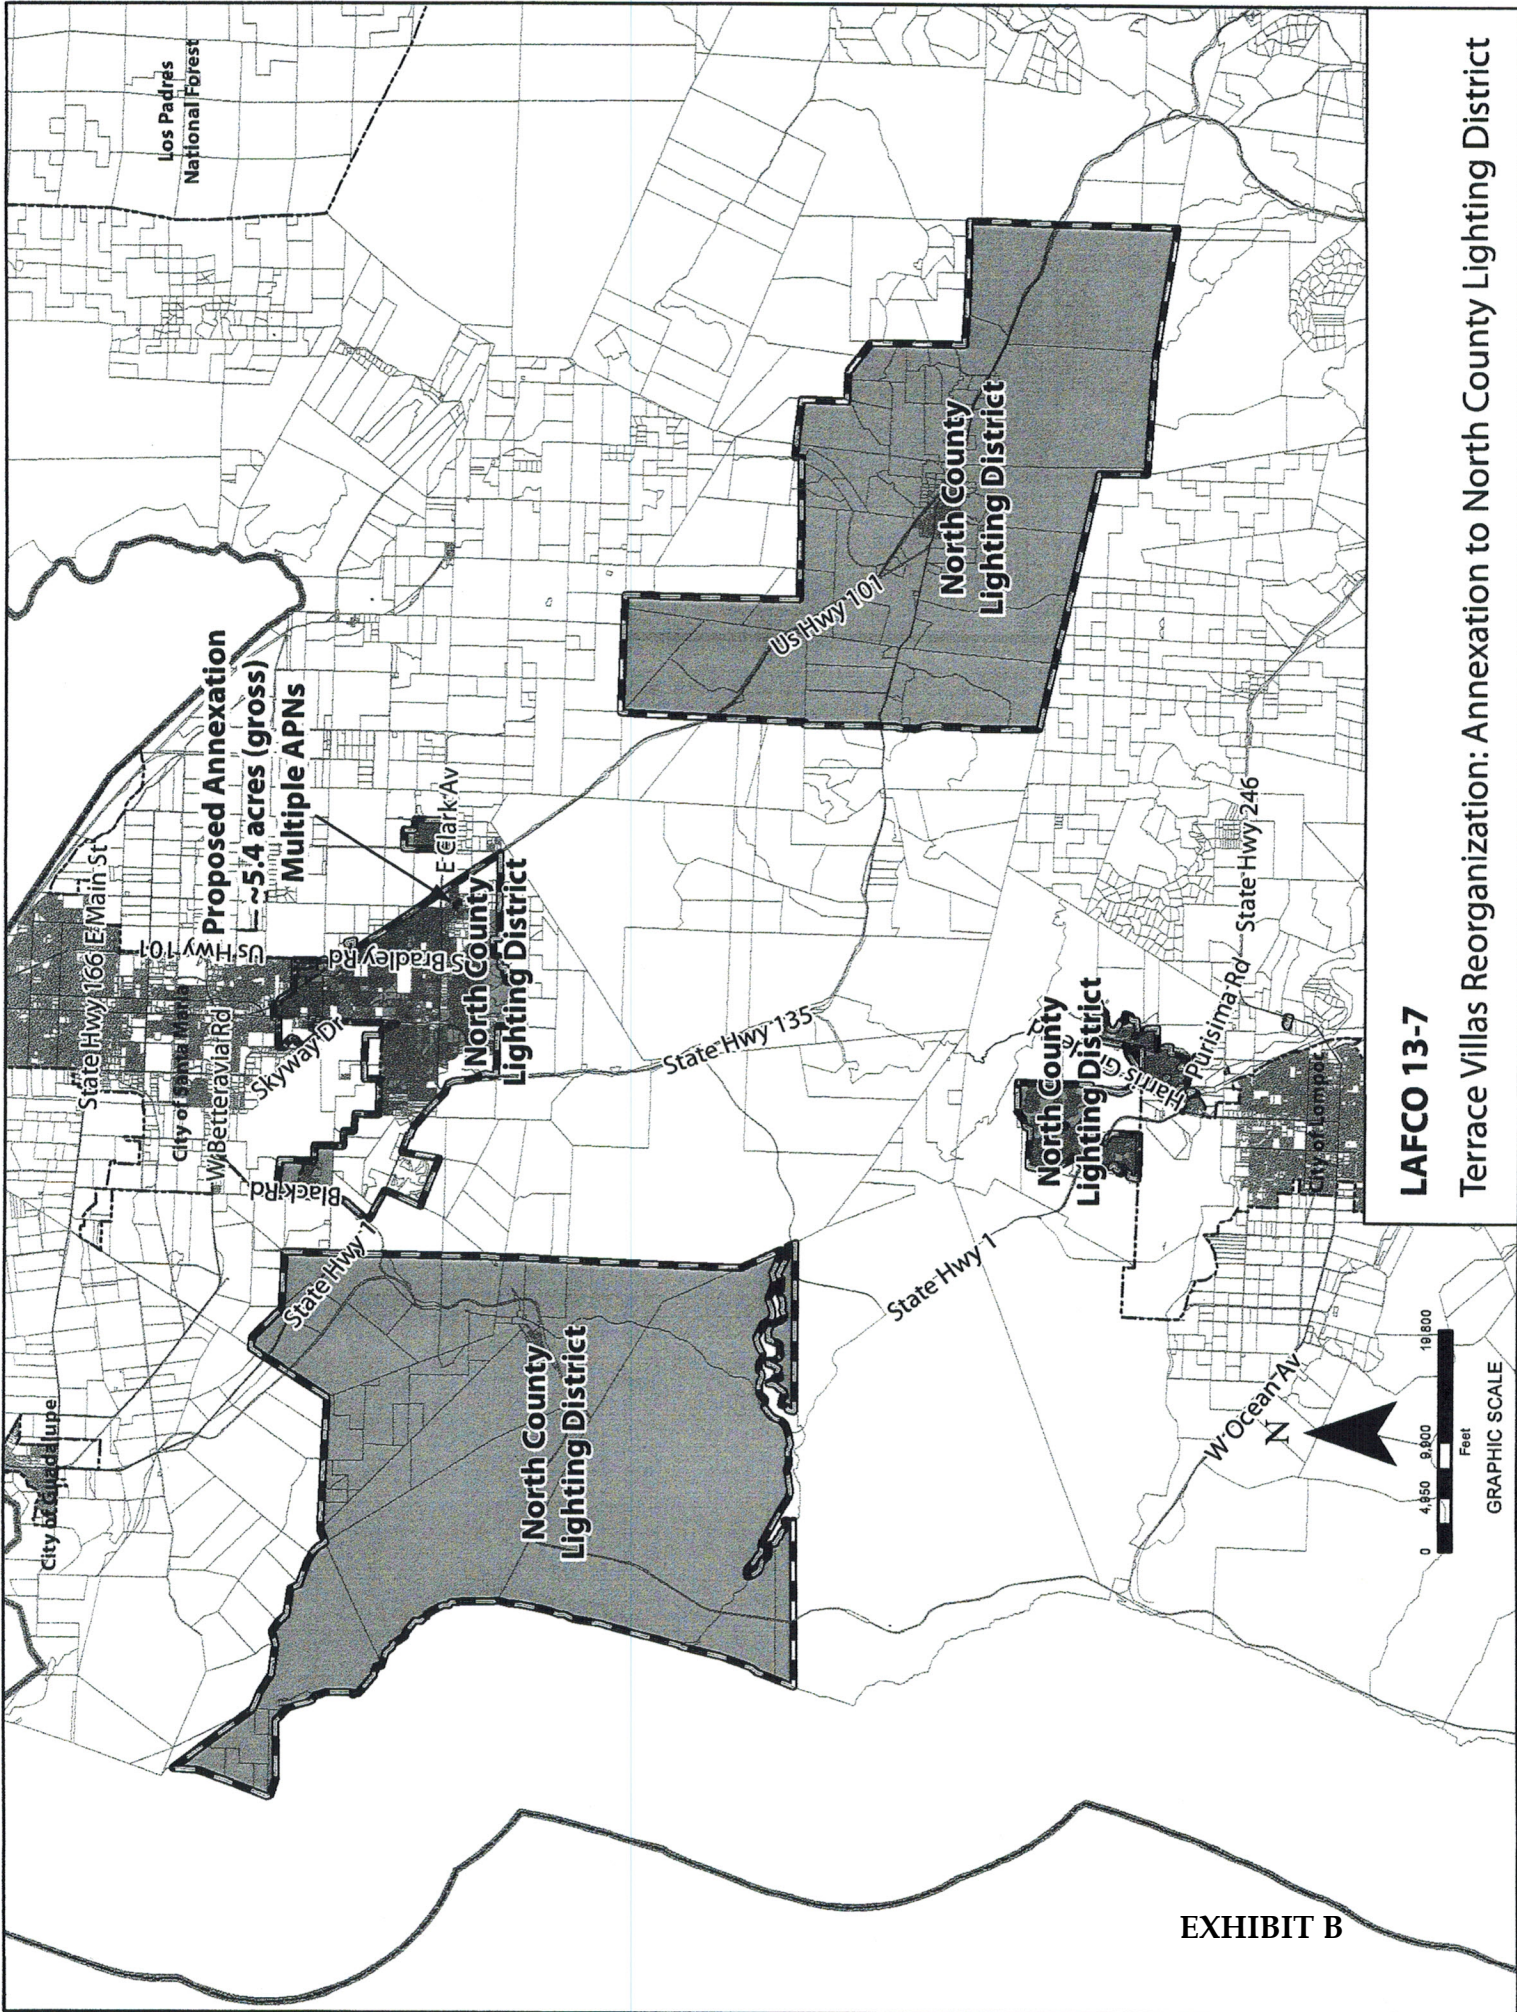 Los Padres
National Forest
City of Guadalupe
State Hwy 166 E Main St
City of Santa Maria
W Betteravia Rd
Us Hwy 101
Proposed Annexation
~5.4 acres (gross)
Multiple APNs
Skyway Dr
S Bradley Rd
E Clark Av
Black Rd
State Hwy 1
North County
Lighting District
North County
Lighting District
State Hwy 135
Us Hwy 101
North County
Lighting District
State Hwy 1
North County
Lighting District
Harris Grade
Purisima Rd
State Hwy 246
City of Lompoc
W Ocean Av
N
0 4,950 9,900 19,800
Feet
GRAPHIC SCALE
LAFCO 13-7
Terrace Villas Reorganization: Annexation to North County Lighting District
EXHIBIT B